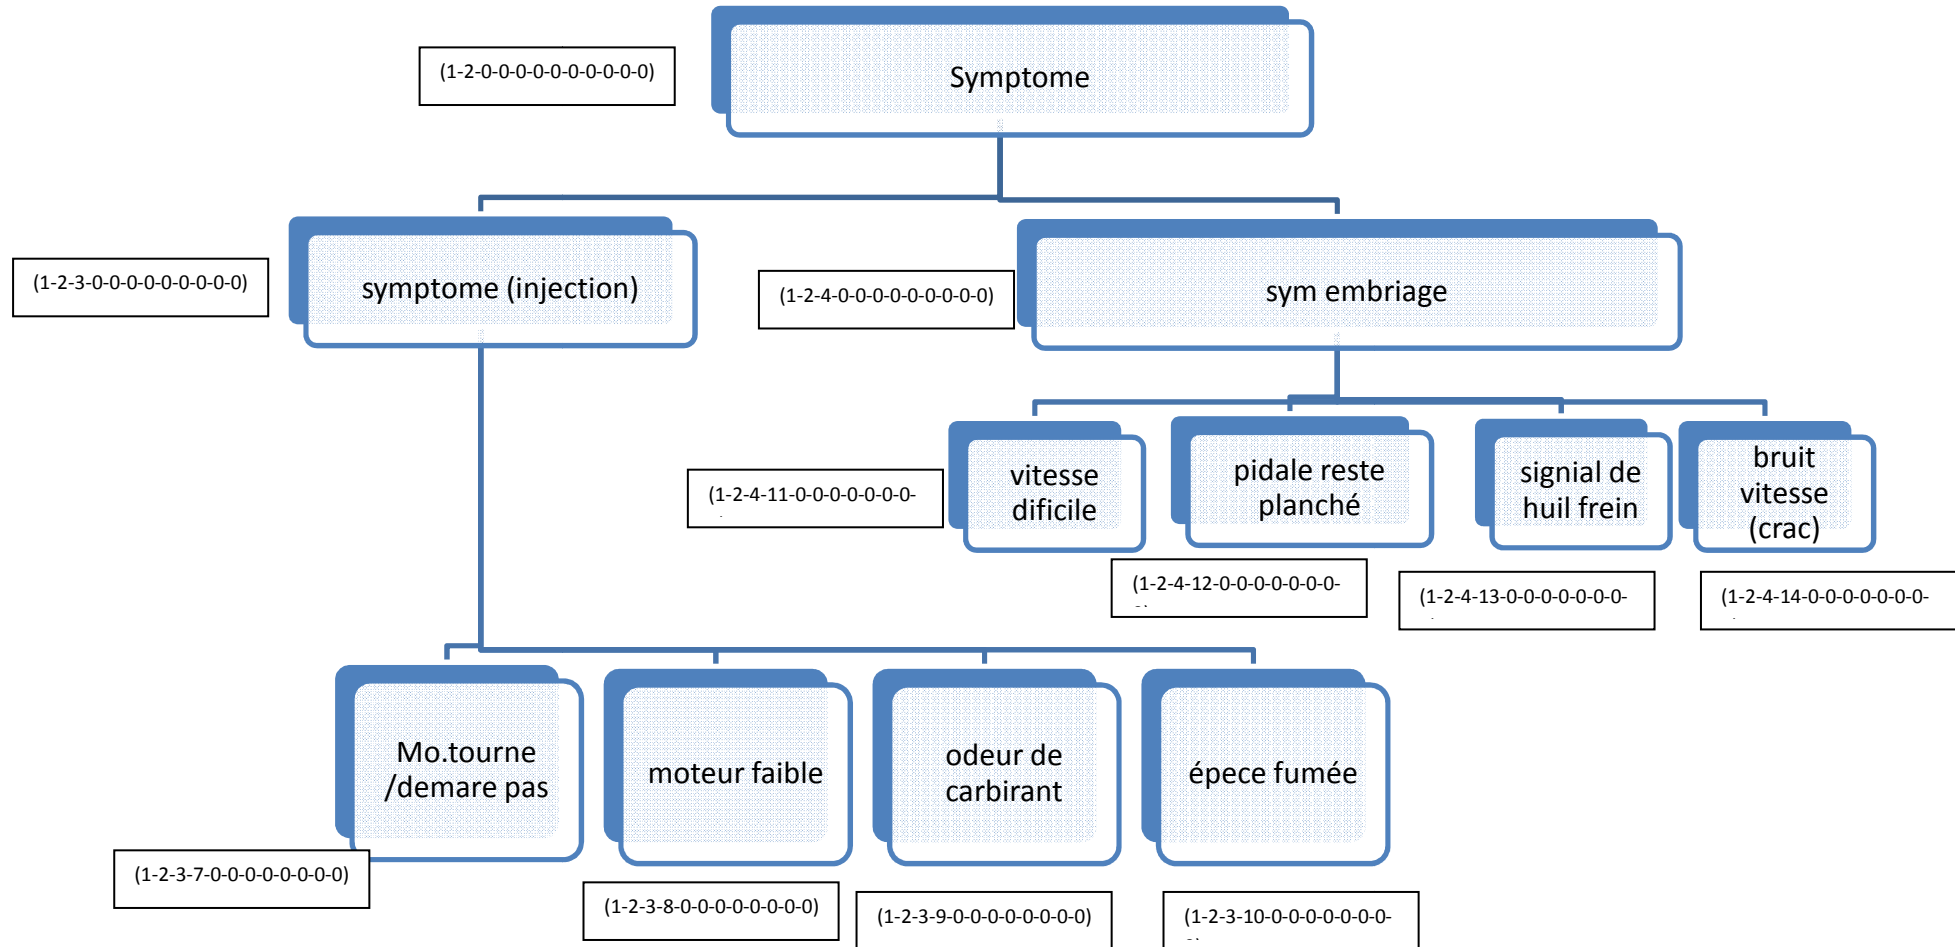 Symptome
(1-2-0-0-0-0-0-0-0-0-0-0)
symptome (injection)
(1-2-3-0-0-0-0-0-0-0-0-0)
sym embriage
(1-2-4-0-0-0-0-0-0-0-0-0)
vitesse
dificile
(1-2-4-11-0-0-0-0-0-0-0-
pidale reste
planché
(1-2-4-12-0-0-0-0-0-0-0-
signial de
huil frein
(1-2-4-13-0-0-0-0-0-0-0-
bruit
vitesse
(crac)
(1-2-4-14-0-0-0-0-0-0-0-
Mo.tourne
/demare pas
(1-2-3-7-0-0-0-0-0-0-0-0)
moteur faible
(1-2-3-8-0-0-0-0-0-0-0-0)
odeur de
carbirant
(1-2-3-9-0-0-0-0-0-0-0-0)
épece fumée
(1-2-3-10-0-0-0-0-0-0-0-